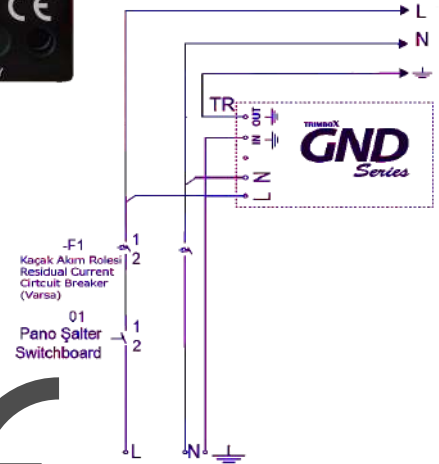 CE
L
N
TR
OUT
IN
N
L
TRIMBOX
GND
Series
-F1
1
2
Kaçak Akım Rolesi
Residual Current
Cirtcuit Breaker
(Varsa)
01
1
2
Pano Şalter
Switchboard
L
N